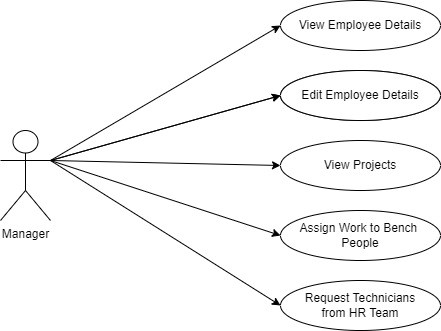 View Employee Details
Edit Employee Details
View Projects
Manager
Assign Work to Bench
People
Request Technicians
from HR Team